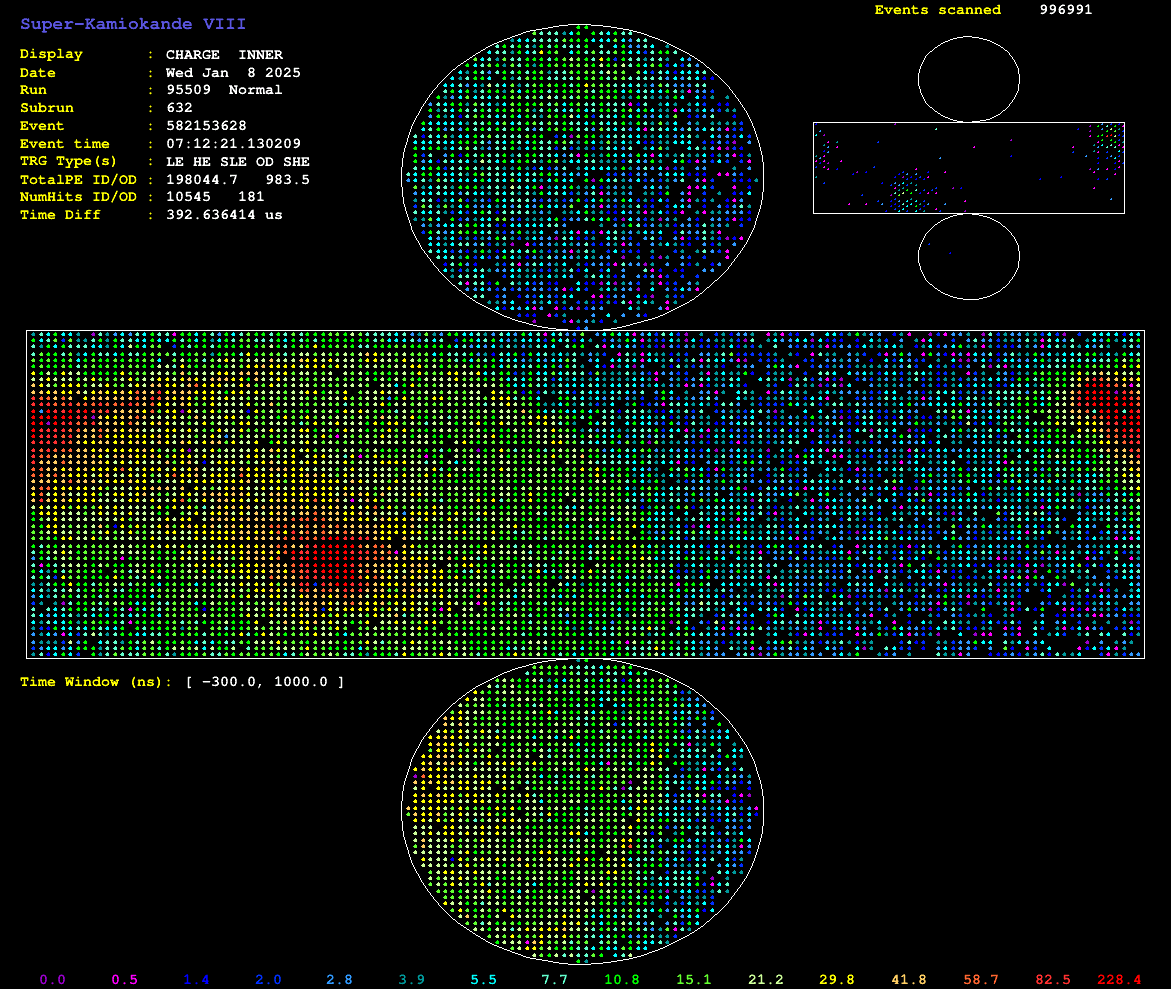 Super-Kamiokande VIII
Events scanned 996991
Display : CHARGE INNER
Date : Wed Jan 8 2025
Run : 95509 Normal
Subrun : 632
Event : 582153628
Event time : 07:12:21.130209
TRG Type(s) : LE HE SLE OD SHE
TotalPE ID/OD : 198044.7 983.5
NumHits ID/OD : 10545 181
Time Diff : 392.636414 us
Time Window (ns): [ -300.0, 1000.0 ]
0.0 0.5 1.4 2.0 2.8 3.9 5.5 7.7 10.8 15.1 21.2 29.8 41.8 58.7 82.5 228.4